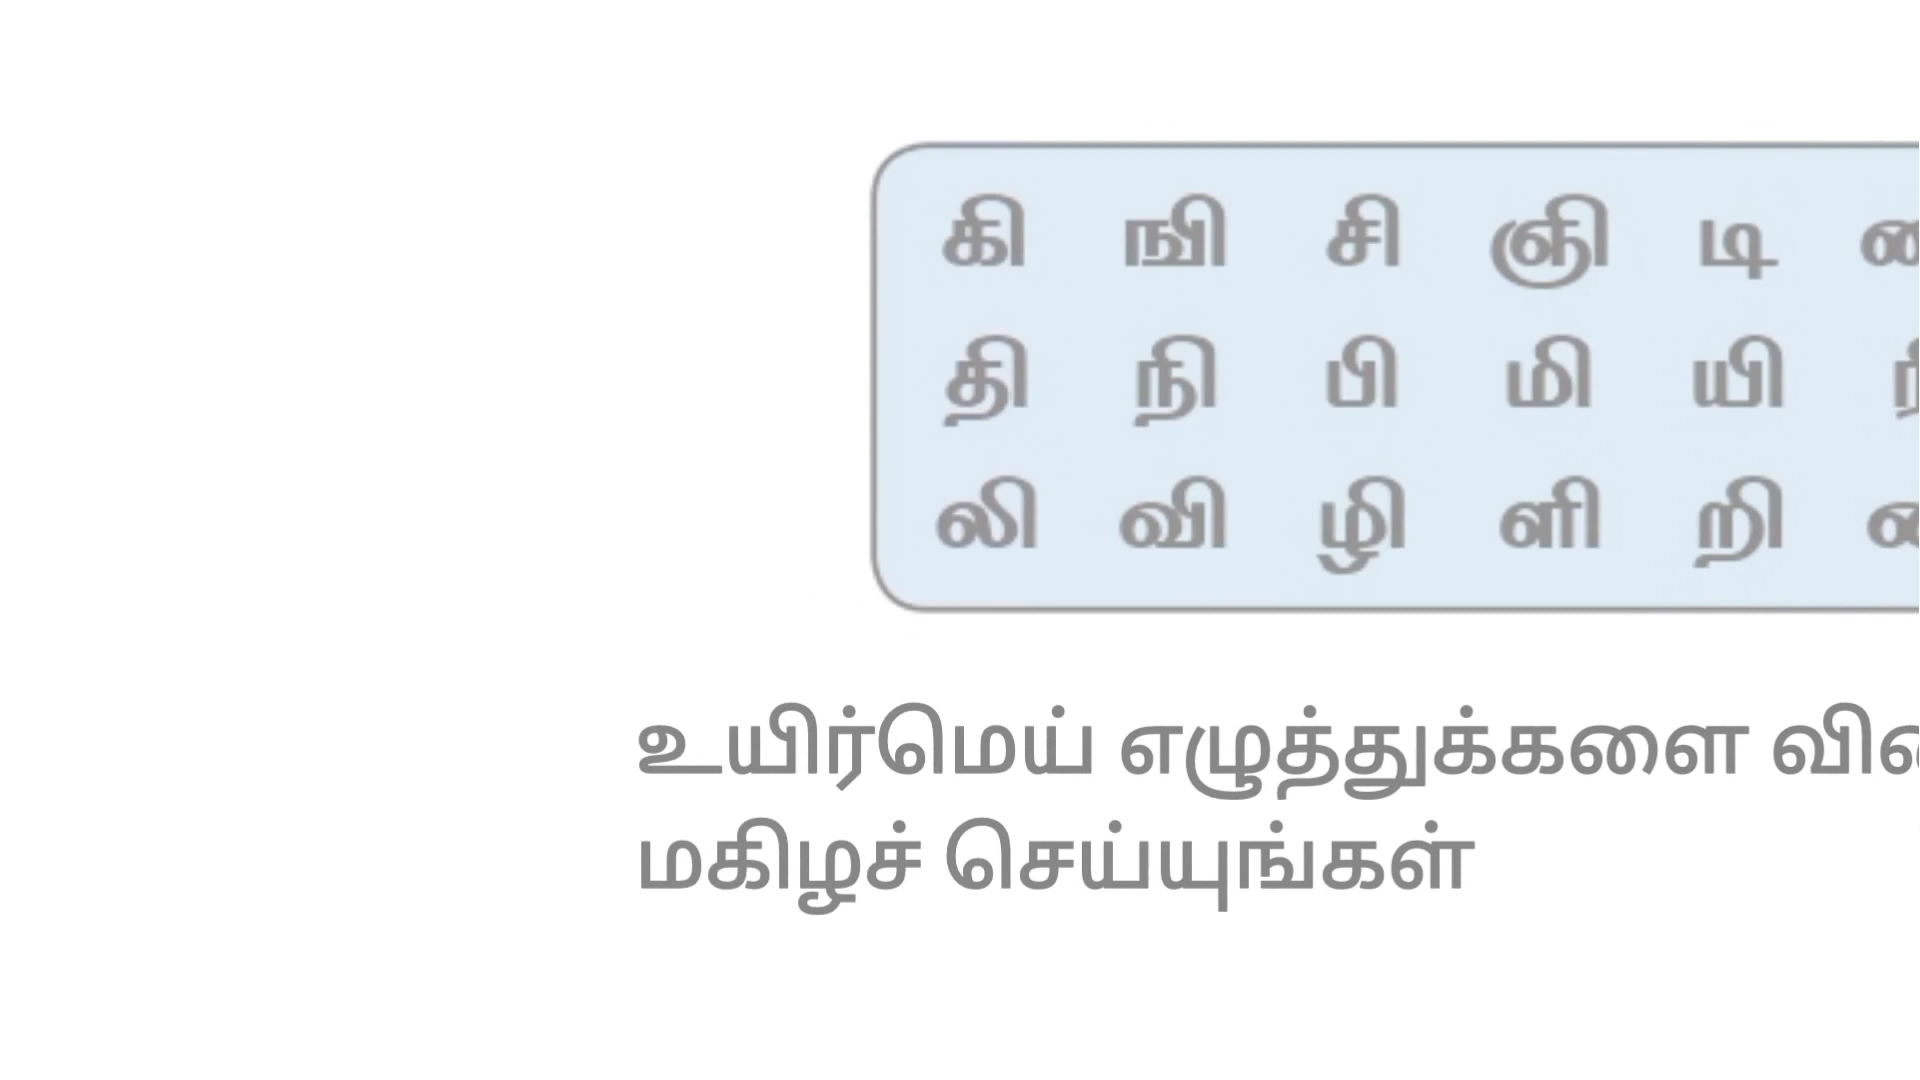 கி ஙி சி ஞி டி
தி நி பி மி யி
லி வி ழி ளி றி
உயிர்மெய் எழுத்துக்களை
மகிழச் செய்யுங்கள்